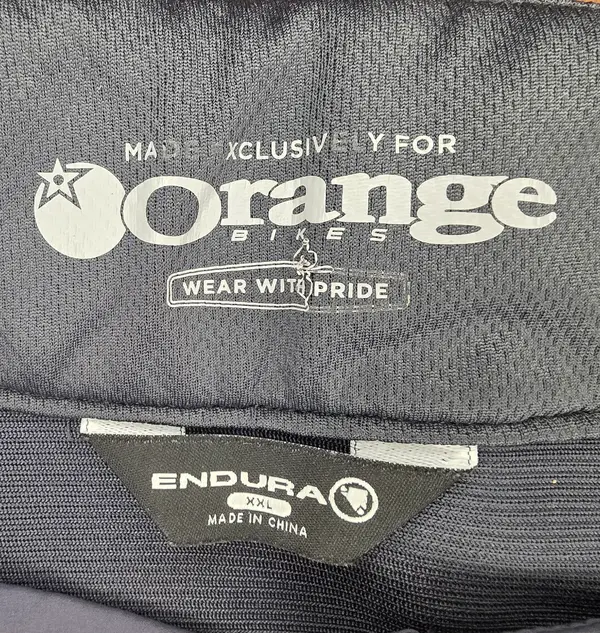 MADE EXCLUSIVELY FOR
Orange
BIKES
WEAR WITH PRIDE
ENDURA
XXL
MADE IN CHINA